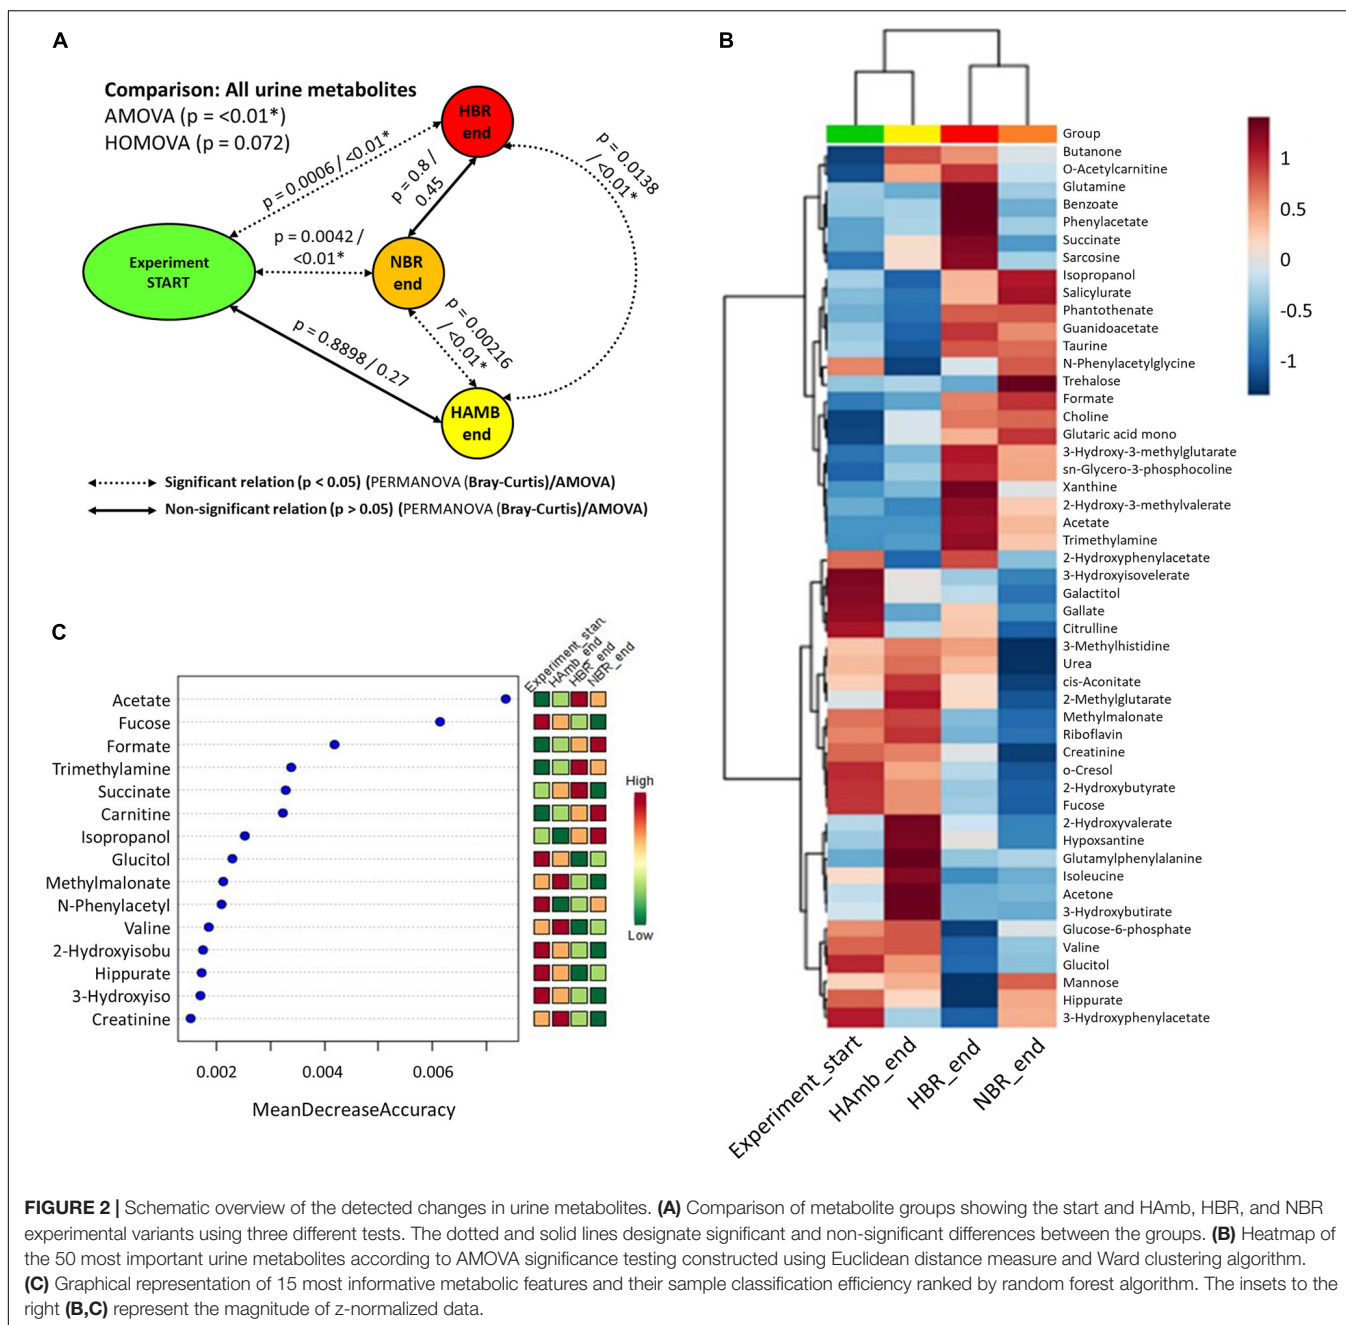 A
Comparison: All urine metabolites
AMOVA (p = <0.01*)
HOMOVA (p = 0.072)
HBR
end
p = 0.0006 / <0.01*
p = 0.8 /
0.45
p = 0.0138
/ <0.01*
Experiment
START
p = 0.0042 /
<0.01*
NBR
end
p = 0.00216
/ <0.01*
p = 0.8898 / 0.27
HAMB
end
Significant relation (p < 0.05) (PERMANOVA (Bray-Curtis)/AMOVA)
Non-significant relation (p > 0.05) (PERMANOVA (Bray-Curtis)/AMOVA)
B
Group
Butanone
O-Acetylcarnitine
Glutamine
Benzoate
Phenylacetate
Succinate
Sarcosine
Isopropanol
Salicylurate
Phantothenate
Guanidoacetate
Taurine
N-Phenylacetylglycine
Trehalose
Formate
Choline
Glutaric acid mono
3-Hydroxy-3-methylglutarate
sn-Glycero-3-phosphocoline
Xanthine
2-Hydroxy-3-methylvalerate
Acetate
Trimethylamine
2-Hydroxyphenylacetate
3-Hydroxyisovelerate
Galactitol
Gallate
Citrulline
3-Methylhistidine
Urea
cis-Aconitate
2-Methylglutarate
Methylmalonate
Riboflavin
Creatinine
o-Cresol
2-Hydroxybutyrate
Fucose
2-Hydroxyvalerate
Hypoxsantine
Glutamylphenylalanine
Isoleucine
Acetone
3-Hydroxybutirate
Glucose-6-phosphate
Valine
Glucitol
Mannose
Hippurate
3-Hydroxyphenylacetate
1
0.5
0
-0.5
-1
Experiment_start
HAmb_end
HBR_end
NBR_end
C
Experiment_start
HAmb_end
HBR_end
NBR_end
Acetate
Fucose
Formate
Trimethylamine
Succinate
Carnitine
Isopropanol
Glucitol
Methylmalonate
N-Phenylacetyl
Valine
2-Hydroxyisobu
Hippurate
3-Hydroxyiso
Creatinine
High
Low
0.002 0.004 0.006
MeanDecreaseAccuracy
FIGURE 2 | Schematic overview of the detected changes in urine metabolites. (A) Comparison of metabolite groups showing the start and HAmb, HBR, and NBR
experimental variants using three different tests. The dotted and solid lines designate significant and non-significant differences between the groups. (B) Heatmap of
the 50 most important urine metabolites according to AMOVA significance testing constructed using Euclidean distance measure and Ward clustering algorithm.
(C) Graphical representation of 15 most informative metabolic features and their sample classification efficiency ranked by random forest algorithm. The insets to the
right (B,C) represent the magnitude of z-normalized data.